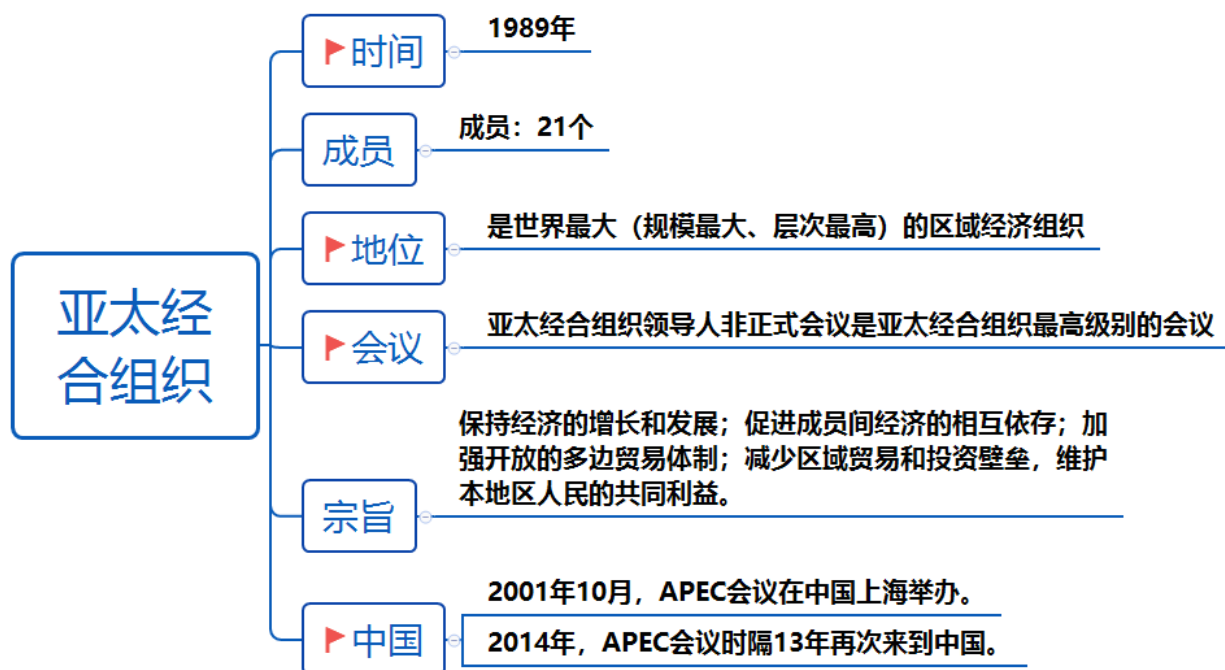 亚太经
合组织
时间
1989年
成员
成员：21个
地位
是世界最大（规模最大、层次最高）的区域经济组织
会议
亚太经合组织领导人非正式会议是亚太经合组织最高级别的会议
宗旨
保持经济的增长和发展；促进成员间经济的相互依存；加
强开放的多边贸易体制；减少区域贸易和投资壁垒，维护
本地区人民的共同利益。
中国
2001年10月，APEC会议在中国上海举办。
2014年，APEC会议时隔13年再次来到中国。